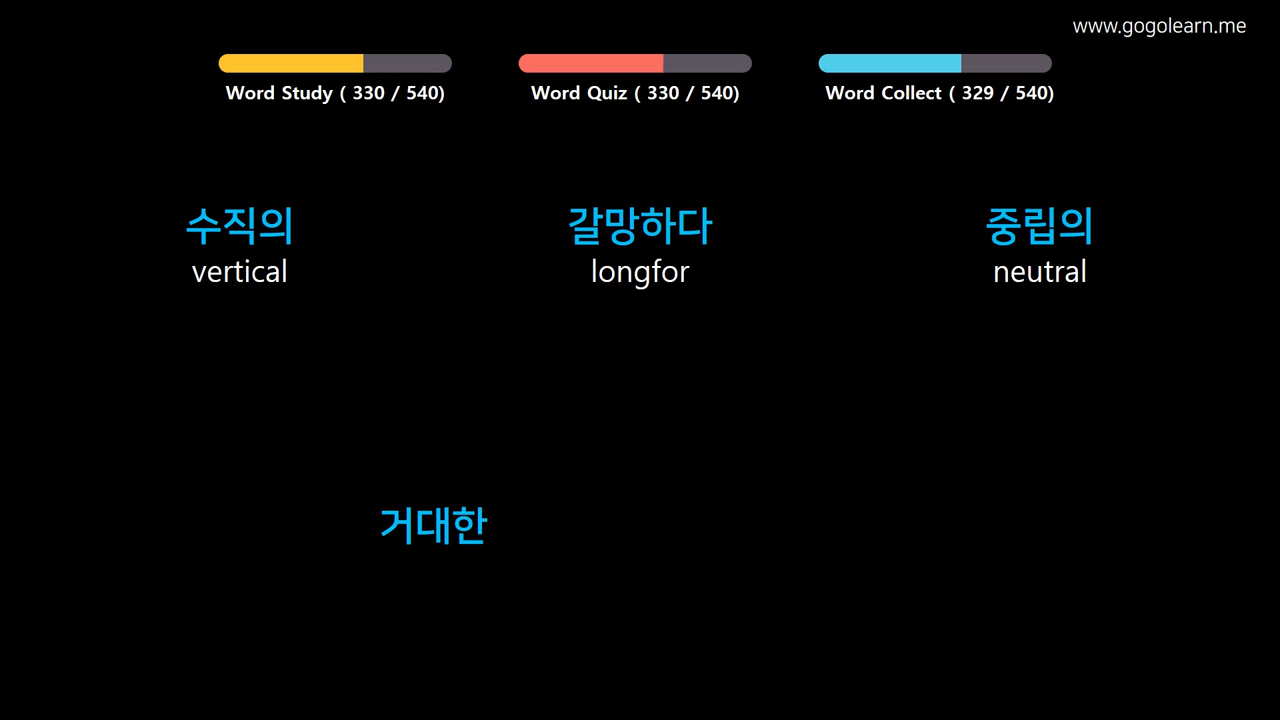 www.gogolearn.me
Word Study ( 330 / 540)
Word Quiz ( 330 / 540)
Word Collect ( 329 / 540)
수직의
갈망하다
중립의
vertical
longfor
neutral
거대한